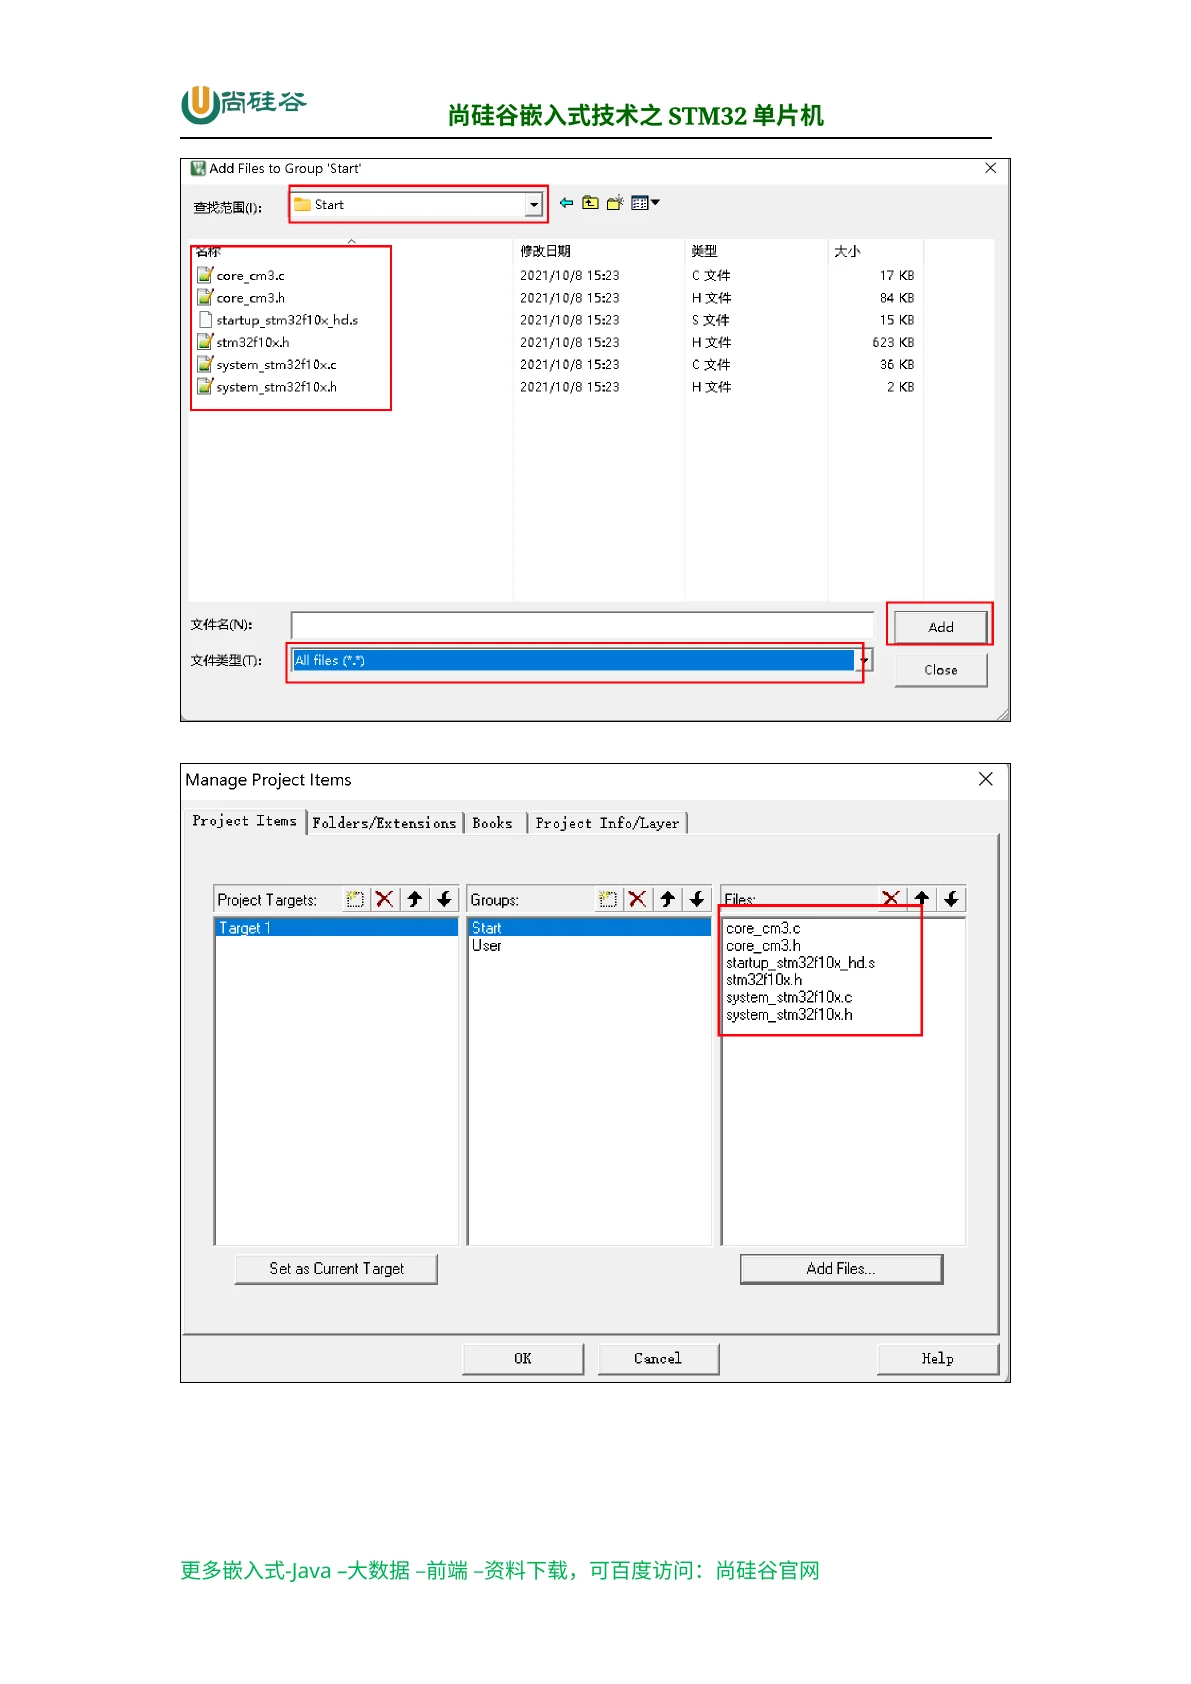 尚硅谷
尚硅谷嵌入式技术之 STM32 单片机
Add Files to Group 'Start'
查找范围(I): Start
名称 修改日期 类型 大小
core_cm3.c 2021/10/8 15:23 C 文件 17 KB
core_cm3.h 2021/10/8 15:23 H 文件 84 KB
startup_stm32f10x_hd.s 2021/10/8 15:23 S 文件 15 KB
stm32f10x.h 2021/10/8 15:23 H 文件 623 KB
system_stm32f10x.c 2021/10/8 15:23 C 文件 36 KB
system_stm32f10x.h 2021/10/8 15:23 H 文件 2 KB
文件名(N): Add
文件类型(T): All files (*.*)
Close
Manage Project Items
Project Items Folders/Extensions Books Project Info/Layer
Project Targets: Groups: Files:
Target 1 Start core_cm3.c
User core_cm3.h
startup_stm32f10x_hd.s
stm32f10x.h
system_stm32f10x.c
system_stm32f10x.h
Set as Current Target Add Files...
OK Cancel Help
更多嵌入式-Java –大数据 –前端 –资料下载，可百度访问：尚硅谷官网